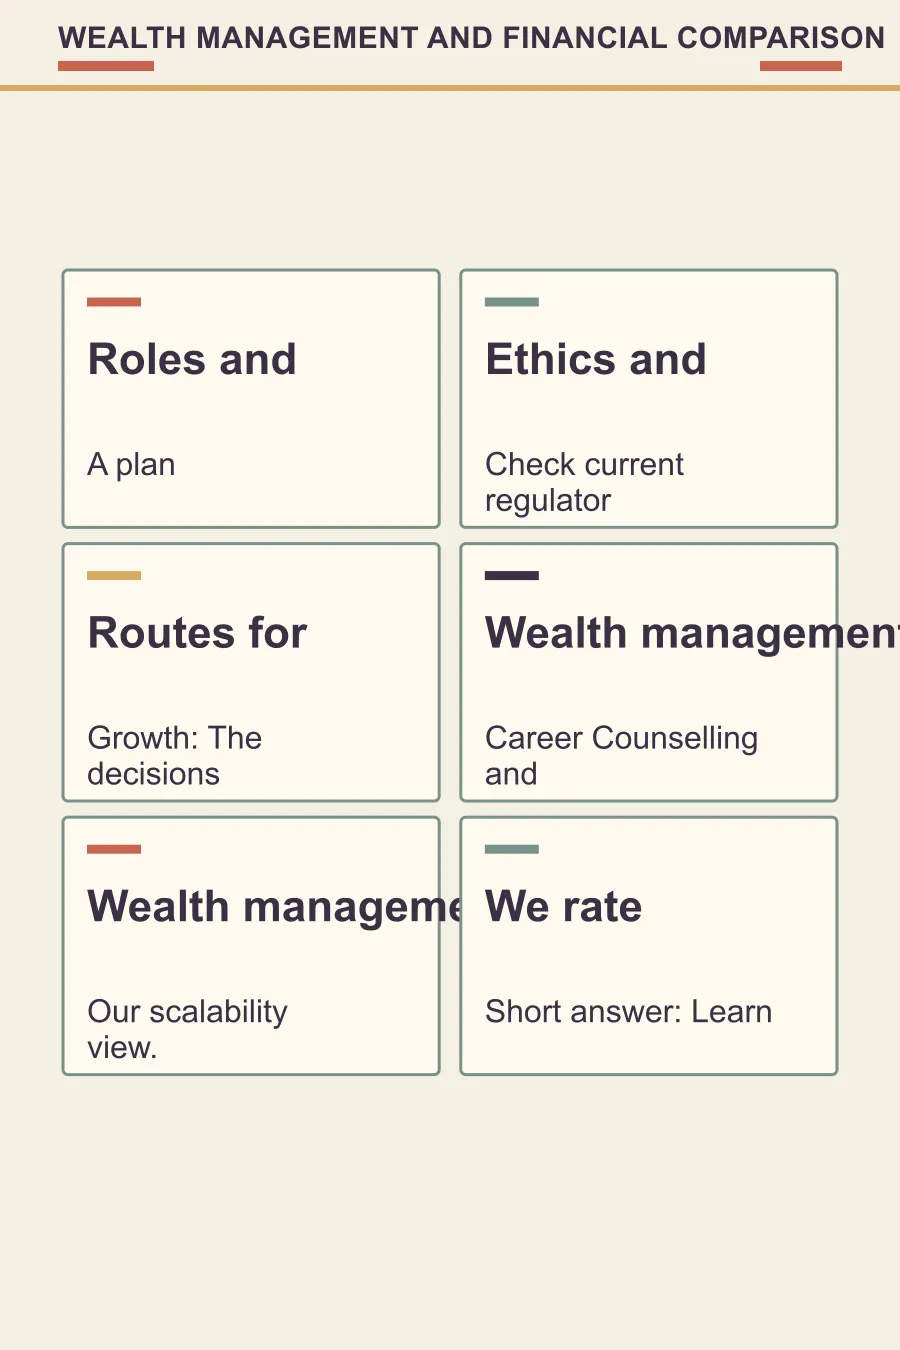 WEALTH MANAGEMENT AND FINANCIAL COMPARISON
Roles and
A plan
Ethics and
Check current
regulator
Routes for
Growth: The
decisions
Wealth management
Career Counselling
and
Wealth manageme
Our scalability
view.
We rate
Short answer: Learn